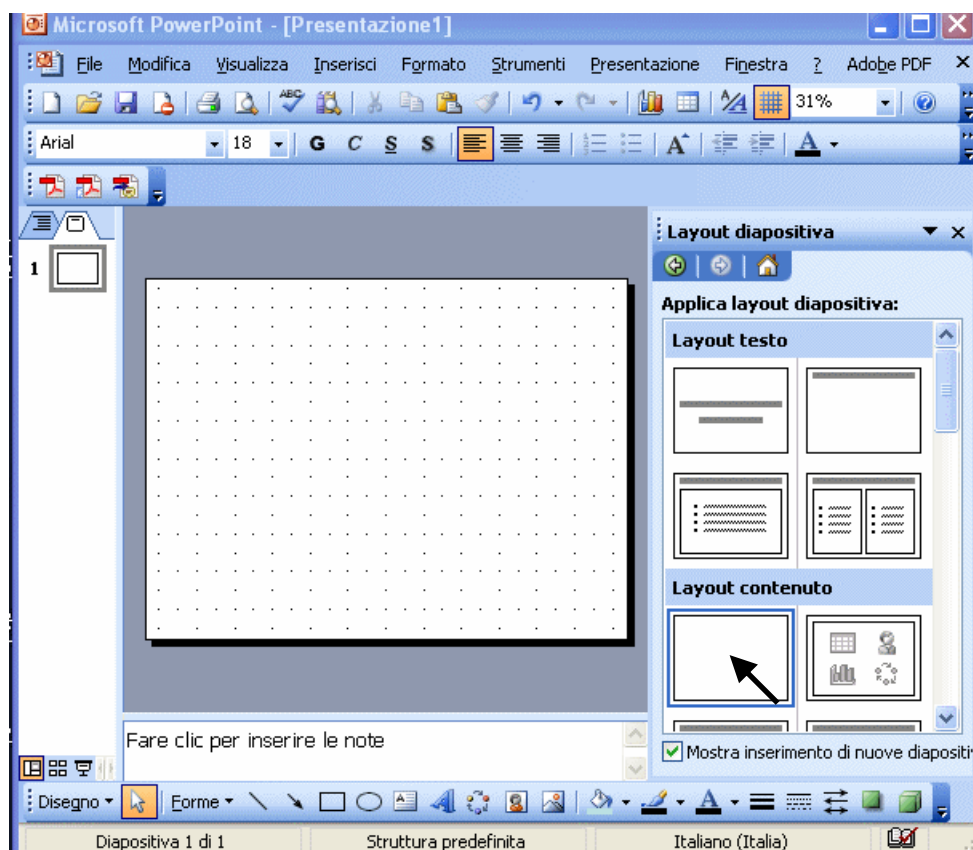 Microsoft PowerPoint - [Presentazione1]
File Modifica Visualizza Inserisci Formato Strumenti Presentazione Finestra ? Adobe PDF
ABC 31%
Arial 18 G C S S A A
Layout diapositiva
1
Applica layout diapositiva:
Layout testo
Layout contenuto
Fare clic per inserire le note
Mostra inserimento di nuove diapositi
Disegno Forme A A
Diapositiva 1 di 1 Struttura predefinita Italiano (Italia)